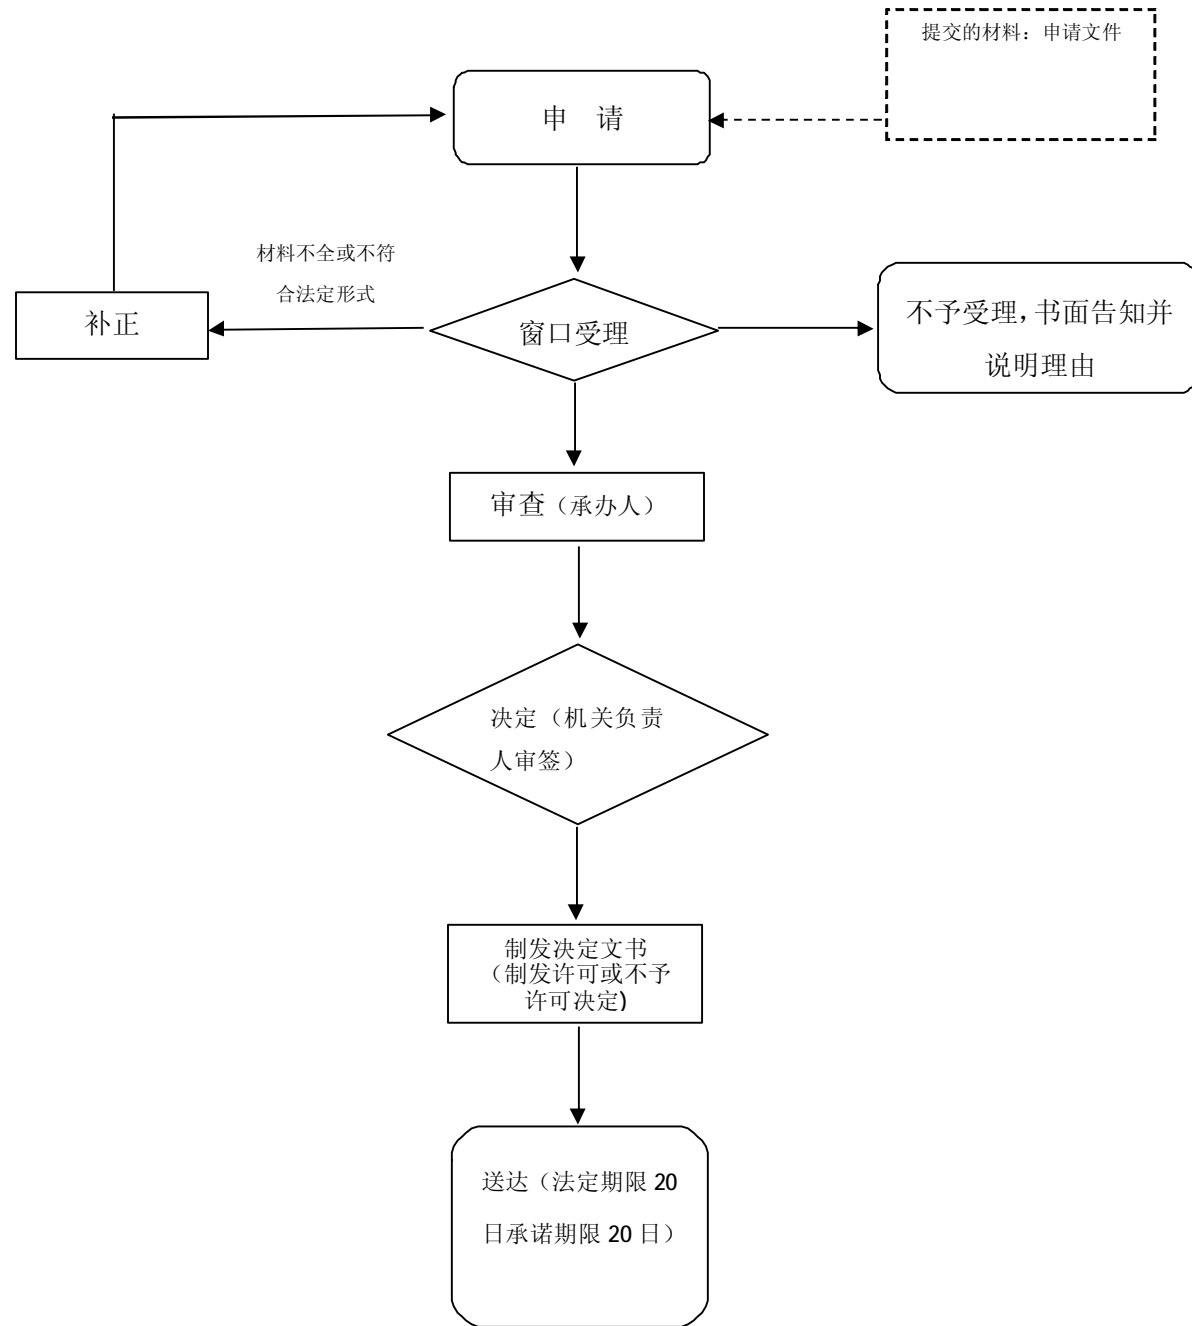 提交的材料：申请文件
申 请
材料不全或不符
合法定形式
补正
窗口受理
不予受理，书面告知并
说明理由
审查（承办人）
决定（机关负责
人审签）
制发决定文书
（制发许可或不予
许可决定)
送达（法定期限 20
日承诺期限 20 日）